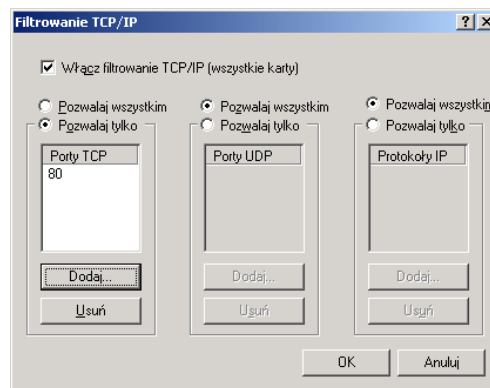 Filtrowanie TCP/IP
Włącz filtrowanie TCP/IP (wszystkie karty)
Pozwalaj wszystkim
Pozwalaj tylko
Porty TCP
80
Dodaj...
Usuń
Pozwalaj wszystkim
Pozwalaj tylko
Porty UDP
Dodaj...
Usuń
Pozwalaj wszystkim
Pozwalaj tylko
Protokoły IP
Dodaj...
Usuń
OK
Anuluj